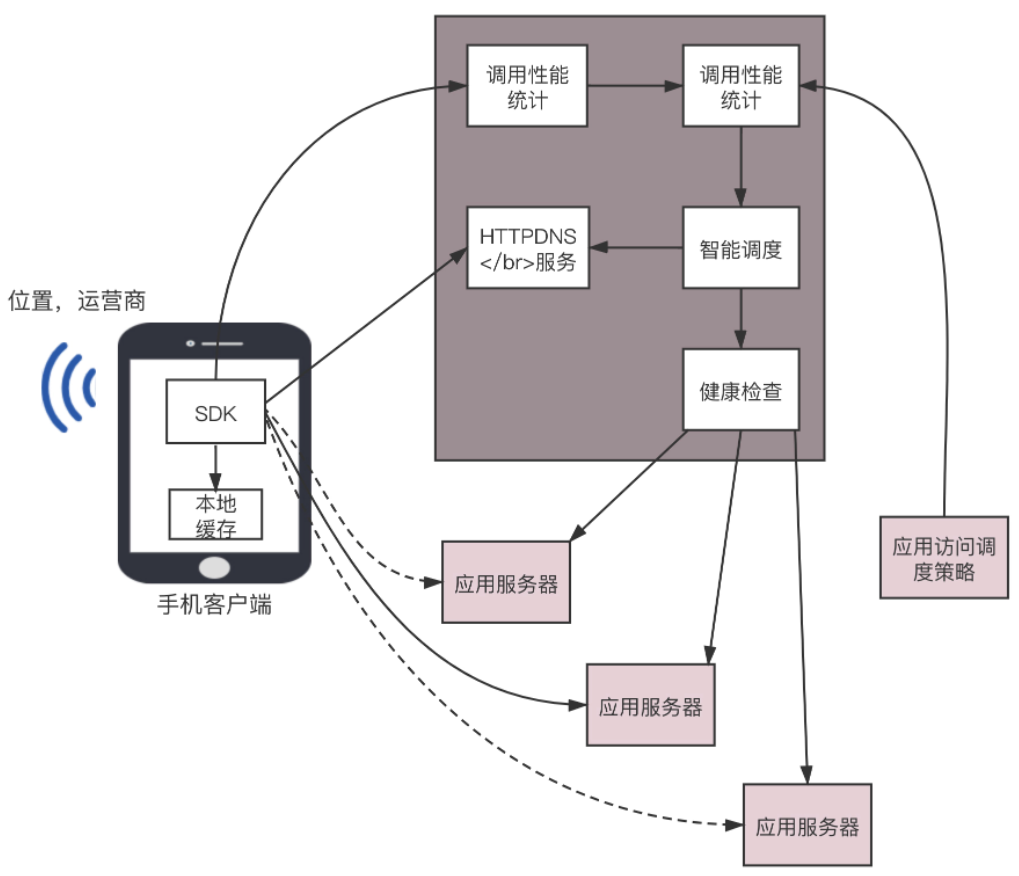 调用性能
统计
调用性能
统计
HTTPDNS
</br>服务
智能调度
位置，运营商
健康检查
SDK
本地
缓存
手机客户端
应用服务器
应用访问调
度策略
应用服务器
应用服务器